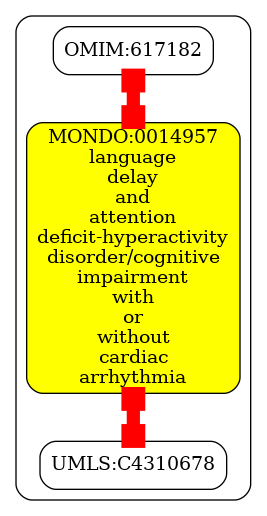 OMIM:617182
MONDO:0014957
language
delay
and
attention
deficit-hyperactivity
disorder/cognitive
impairment
with
or
without
cardiac
arrhythmia
UMLS:C4310678